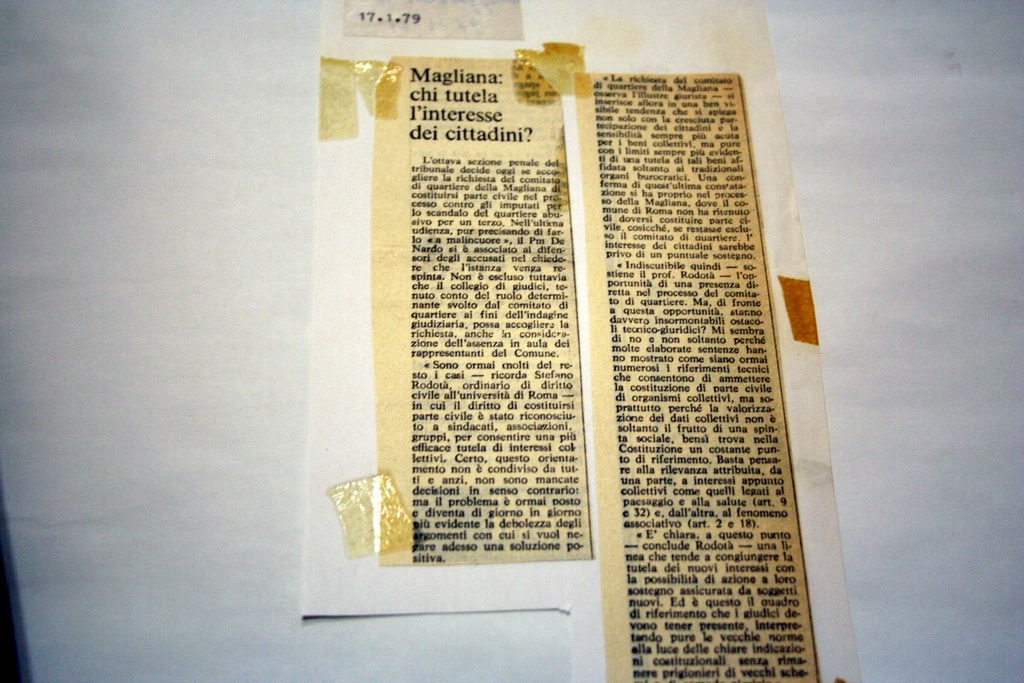 17.1.79
Magliana:
chi tutela
l'interesse
dei cittadini?
L'ottava sezione penale del
tribunale decide oggi se acco-
gliere la richiesta del comitato
di quartiere della Magliana di
costituirsi parte civile nel pro-
cesso contro gli imputati per
lo scandalo del quartiere abu-
sivo per un terzo. Nell'ultima
udienza, pur precisando di far-
lo «a malincuore», il Pm De
Nardo si è associato ai difen-
sori degli accusati nel chiede-
re che l'istanza venga re-
spinta. Non è escluso tuttavia
che il collegio di giudici, te-
nuto conto del ruolo determi-
nante svolto dal comitato di
quartiere ai fini dell'indagine
giudiziaria, possa accogliere la
richiesta, anche in considera-
zione dell'assenza in aula dei
rappresentanti del Comune.
«Sono ormai molti del re-
sto i casi — ricorda Stefano
Rodotà, ordinario di diritto
civile all'università di Roma —
in cui il diritto di costituirsi
parte civile è stato riconosciu-
to a sindacati, associazioni,
gruppi, per consentire una più
efficace tutela di interessi col-
lettivi. Certo, questo orienta-
mento non è condiviso da tut-
ti e anzi, non sono mancate
decisioni in senso contrario:
ma il problema è ormai posto
e diventa di giorno in giorno
più evidente la debolezza degli
argomenti con cui si vuol ne-
gare adesso una soluzione po-
sitiva.
«La richiesta del comitato
di quartiere della Magliana —
osserva l'illustre giurista — si
inserisce allora in una ben vi-
sibile tendenza che si spiega
non solo con la cresciuta par-
tecipazione dei cittadini e la
sensibilità sempre più acuta
per i beni collettivi, ma pure
con i limiti sempre più eviden-
ti di una tutela di tali beni af-
fidata soltanto ai tradizionali
organi burocratici. Una con-
ferma di quest'ultima constata-
zione si ha proprio nel proces-
so della Magliana, dove il co-
mune di Roma non ha ritenuto
di doversi costituire parte ci-
vile, cosicché, se restasse esclu-
so il comitato di quartiere, l'
interesse dei cittadini sarebbe
privo di un puntuale sostegno.
«Indiscutibile quindi — so-
stiene il prof. Rodotà — l'op-
portunità di una presenza di-
retta nel processo del comita-
to di quartiere. Ma, di fronte
a questa opportunità, stanno
davvero insormontabili ostaco-
li tecnico-giuridici? Mi sembra
di no e non soltanto perché
molte elaborate sentenze han-
no mostrato come siano ormai
numerosi i riferimenti tecnici
che consentono di ammettere
la costituzione di parte civile
di organismi collettivi, ma so-
prattutto perché la valorizza-
zione dei dati collettivi non è
soltanto il frutto di una spin-
ta sociale, bensì trova nella
Costituzione un costante pun-
to di riferimento. Basta pensa-
re alla rilevanza attribuita, da
una parte, a interessi appunto
collettivi come quelli legati al
paesaggio e alla salute (art. 9
e 32) e, dall'altra, al fenomeno
associativo (art. 2 e 18).
«E' chiara, a questo punto
— conclude Rodotà — una li-
nea che tende a congiungere la
tutela dei nuovi interessi con
la possibilità di azione a loro
sostegno assicurata da soggetti
nuovi. Ed è questo il quadro
di riferimento che i giudici de-
vono tener presente, interpre-
tando pure le vecchie norme
alla luce delle chiare indicazio-
ni costituzionali senza rima-
nere prigionieri di vecchi sche-